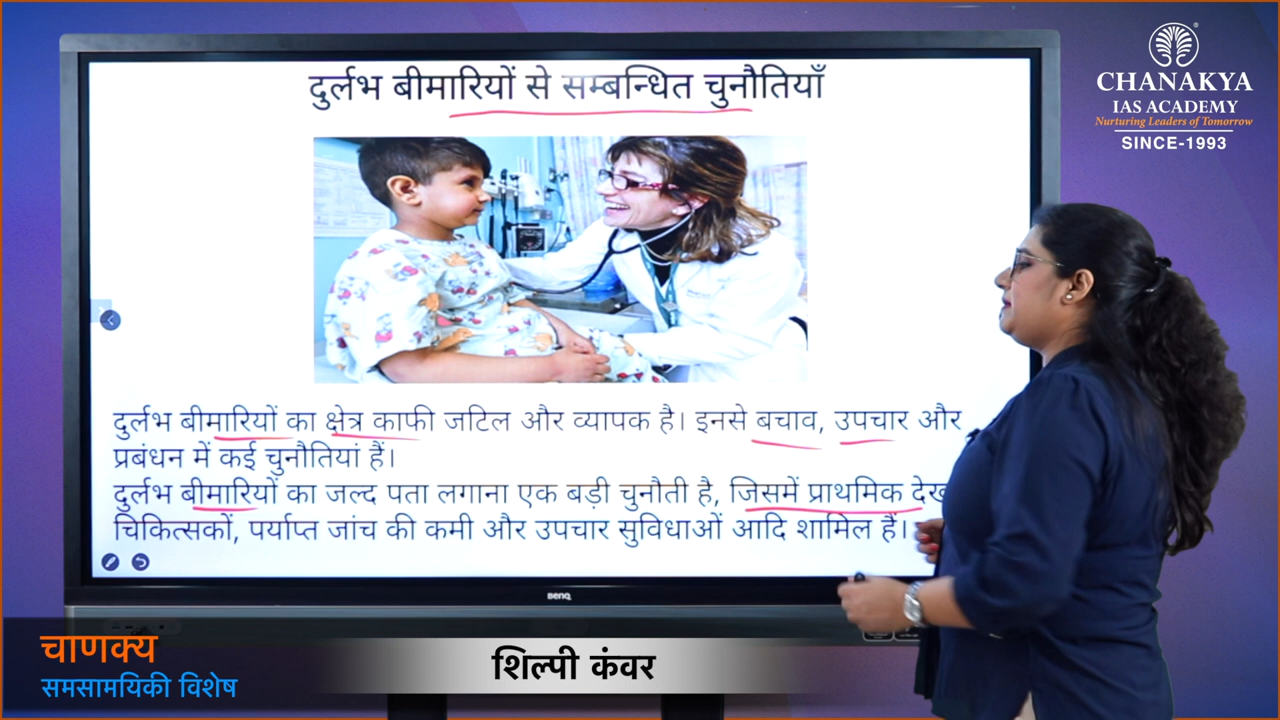 दुर्लभ बीमारियों से सम्बन्धित चुनौतियाँ
CHANAKYA
IAS ACADEMY
Nurturing Leaders of Tomorrow
SINCE-1993
दुर्लभ बीमारियों का क्षेत्र काफी जटिल और व्यापक है। इनसे बचाव, उपचार और
प्रबंधन में कई चुनौतियां हैं।
दुर्लभ बीमारियों का जल्द पता लगाना एक बड़ी चुनौती है, जिसमें प्राथमिक
चिकित्सकों, पर्याप्त जांच की कमी और उपचार सुविधाओं आदि शामिल हैं।
BenQ
चाणक्य
समसामयिकी विशेष
शिल्पी कंवर